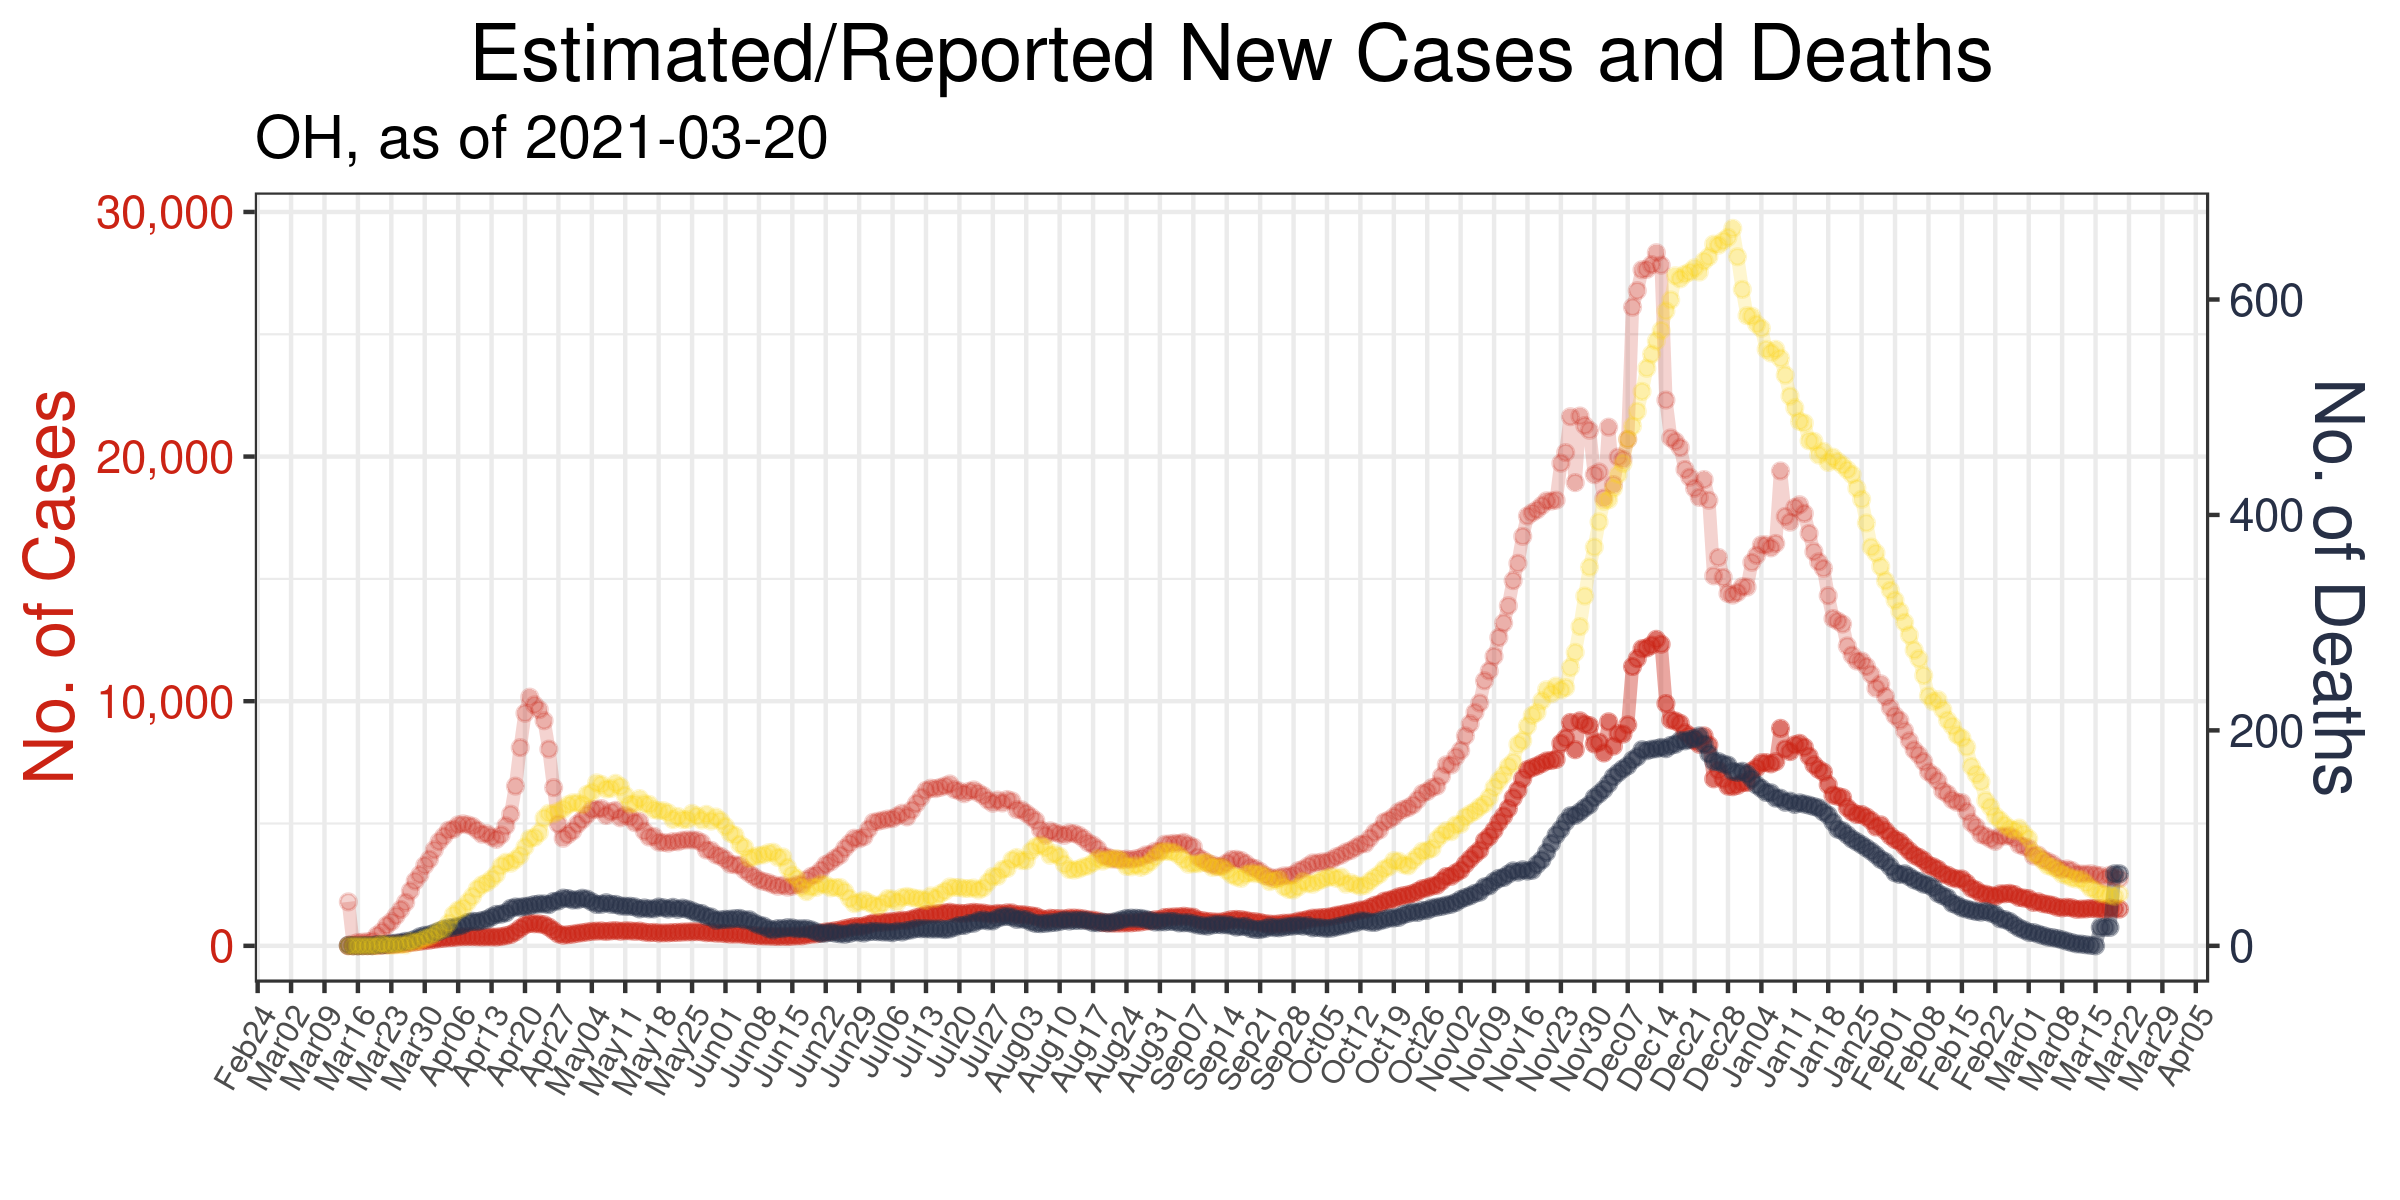 Estimated/Reported New Cases and Deaths
OH, as of 2021-03-20
No. of Cases
30,000
20,000
10,000
0
600
400
200
0
No. of Deaths
Feb24
Mar02
Mar09
Mar16
Mar23
Mar30
Apr06
Apr13
Apr20
Apr27
May04
May11
May18
May25
Jun01
Jun08
Jun15
Jun22
Jun29
Jul06
Jul13
Jul20
Jul27
Aug03
Aug10
Aug17
Aug24
Aug31
Sep07
Sep14
Sep21
Sep28
Oct05
Oct12
Oct19
Oct26
Nov02
Nov09
Nov16
Nov23
Nov30
Dec07
Dec14
Dec21
Dec28
Jan04
Jan11
Jan18
Jan25
Feb01
Feb08
Feb15
Feb22
Mar01
Mar08
Mar15
Mar22
Mar29
Apr05